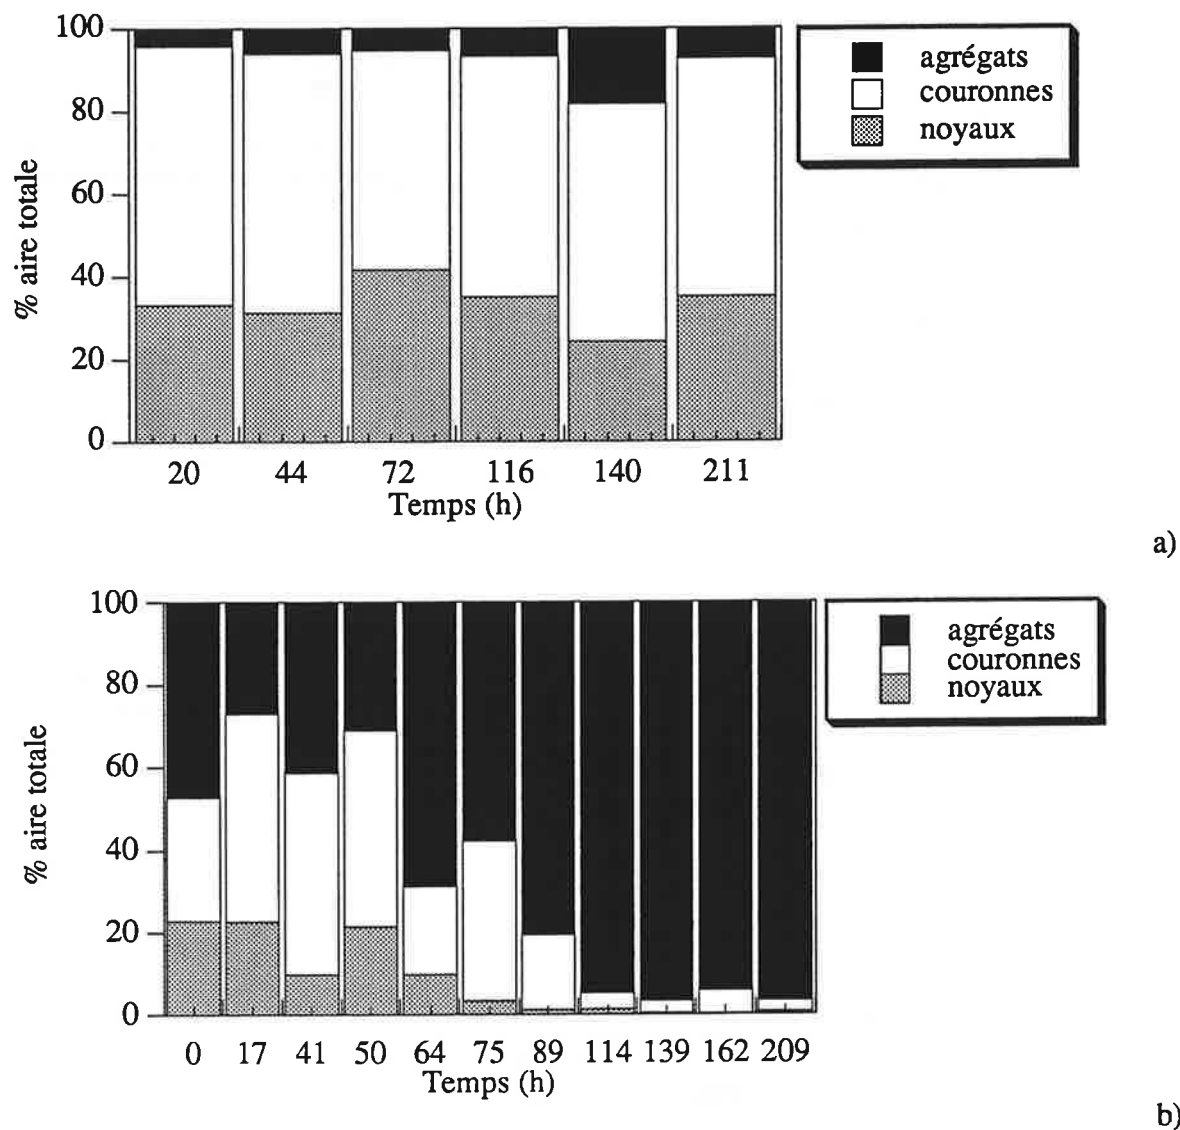 100
80
60
40
20
0
% aire totale
20 44 72 116 140 211
Temps (h)
agrégats
couronnes
noyaux
a)
100
80
60
40
20
0
% aire totale
0 17 41 50 64 75 89 114 139 162 209
Temps (h)
agrégats
couronnes
noyaux
b)